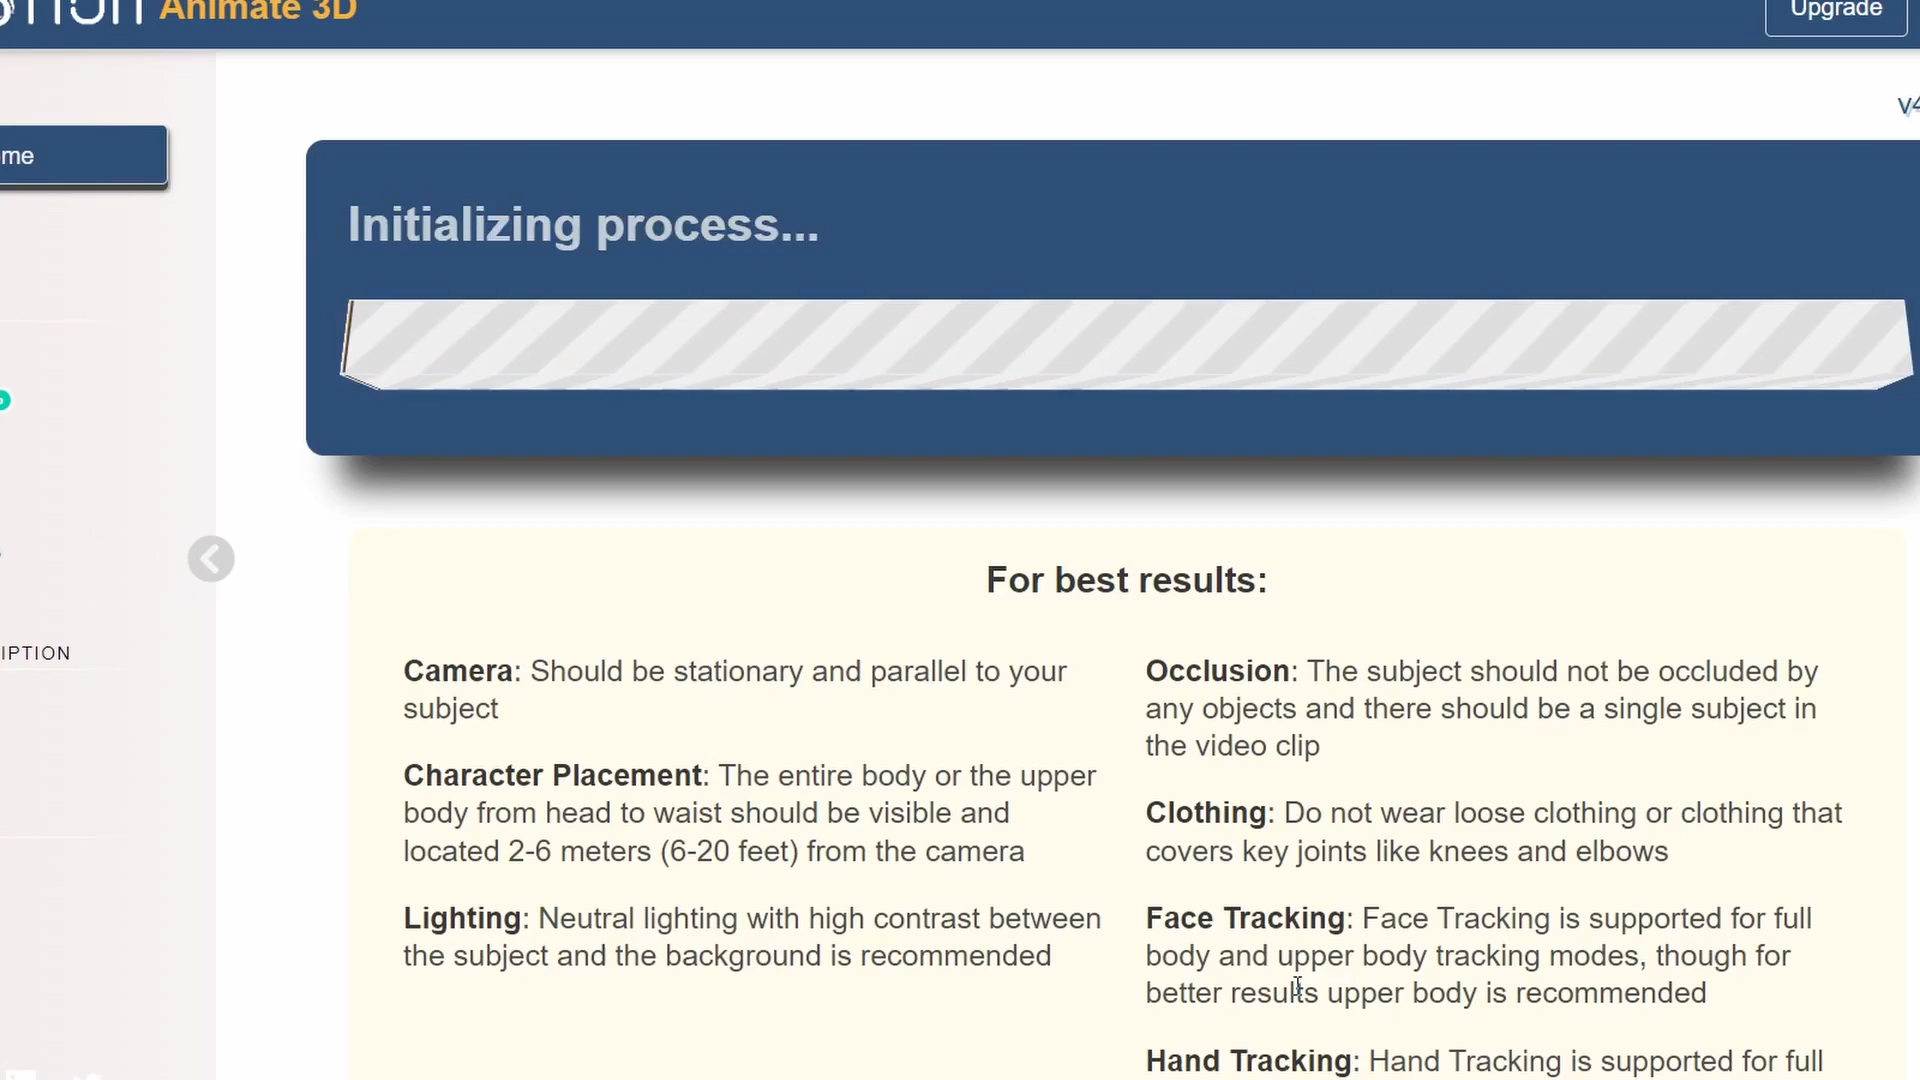 Animate 3D
Upgrade
v4
ome
Initializing process...
For best results:
Camera: Should be stationary and parallel to your
subject
Character Placement: The entire body or the upper
body from head to waist should be visible and
located 2-6 meters (6-20 feet) from the camera
Lighting: Neutral lighting with high contrast between
the subject and the background is recommended
Occlusion: The subject should not be occluded by
any objects and there should be a single subject in
the video clip
Clothing: Do not wear loose clothing or clothing that
covers key joints like knees and elbows
Face Tracking: Face Tracking is supported for full
body and upper body tracking modes, though for
better results upper body is recommended
Hand Tracking: Hand Tracking is supported for full
IPTION